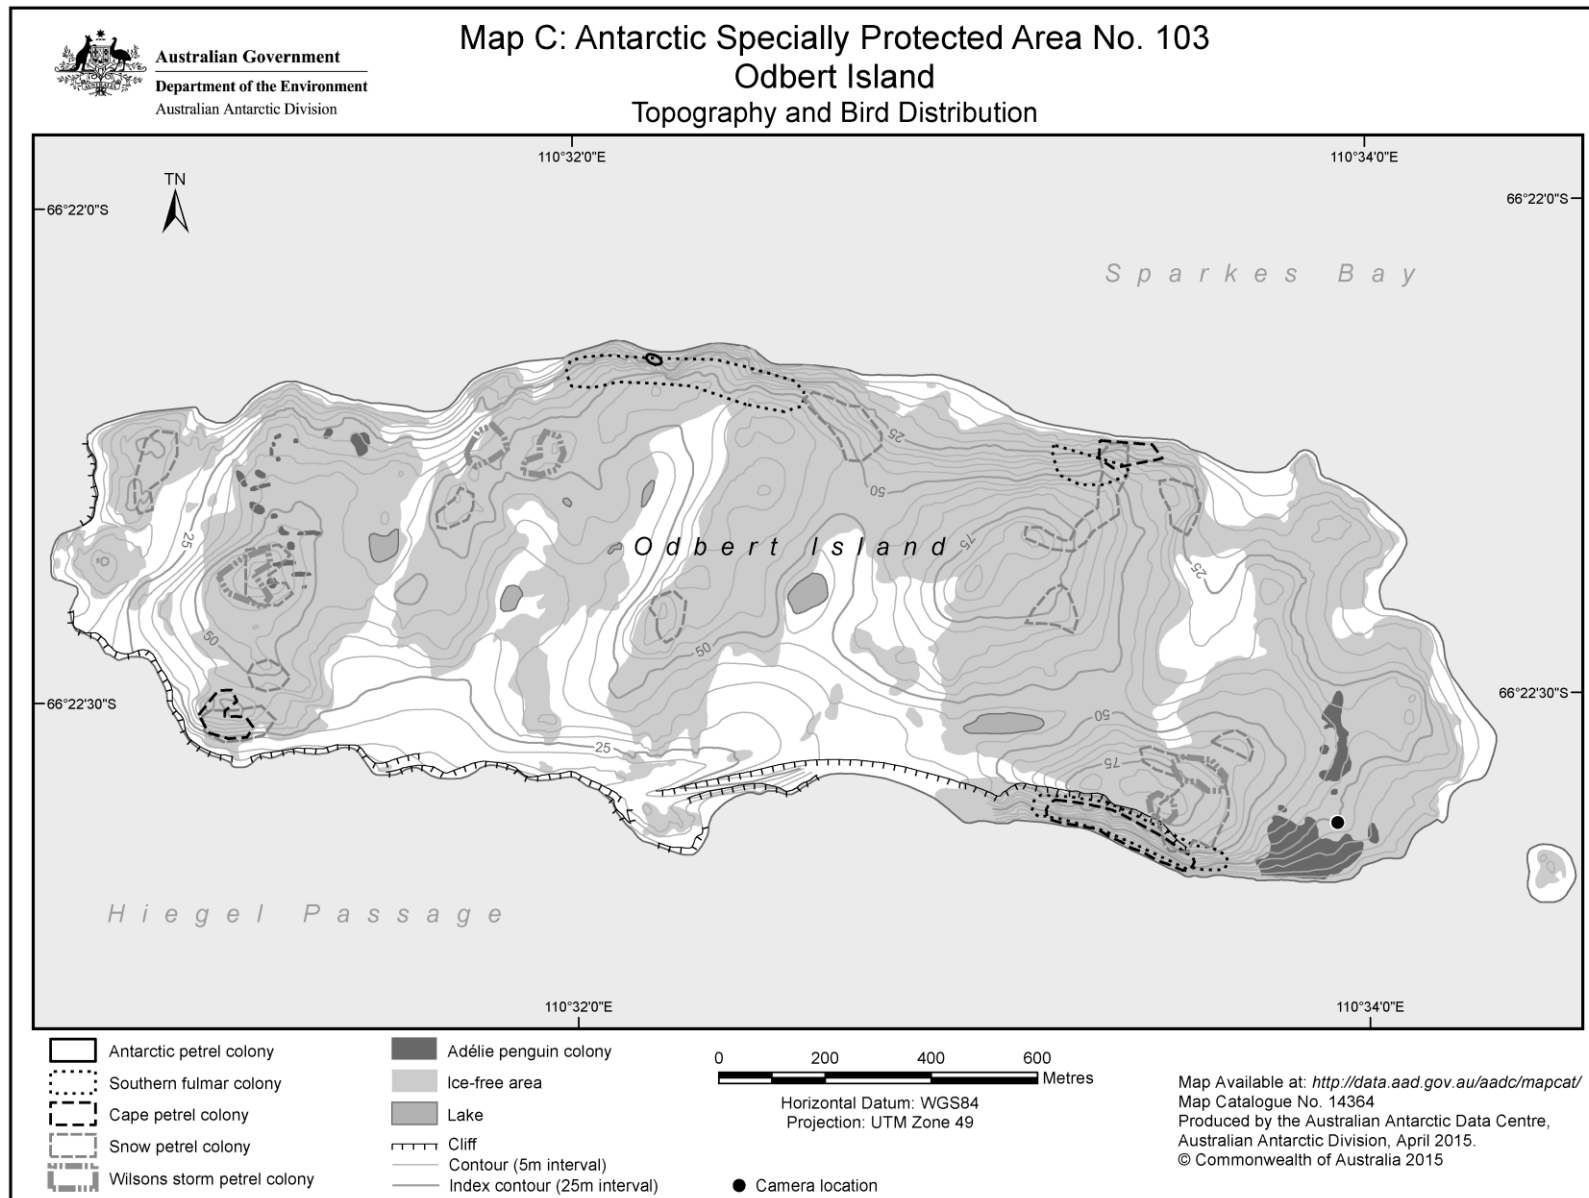 Map C: Antarctic Specially Protected Area No. 103
Odbert Island
Topography and Bird Distribution
Australian Government
Department of the Environment
Australian Antarctic Division
110°32'0"E
110°34'0"E
TN
66°22'0"S
66°22'0"S
Sparkes Bay
25
50
25
75
Odbert Island
25
50
50
66°22'30"S
66°22'30"S
50
25
75
Hiegel Passage
110°32'0"E
110°34'0"E
Antarctic petrel colony
Southern fulmar colony
Cape petrel colony
Snow petrel colony
Wilsons storm petrel colony
Adélie penguin colony
Ice-free area
Lake
Cliff
Contour (5m interval)
Index contour (25m interval)
0 200 400 600
Metres
Horizontal Datum: WGS84
Projection: UTM Zone 49
Camera location
Map Available at: http://data.aad.gov.au/aadc/mapcat/
Map Catalogue No. 14364
Produced by the Australian Antarctic Data Centre,
Australian Antarctic Division, April 2015.
© Commonwealth of Australia 2015